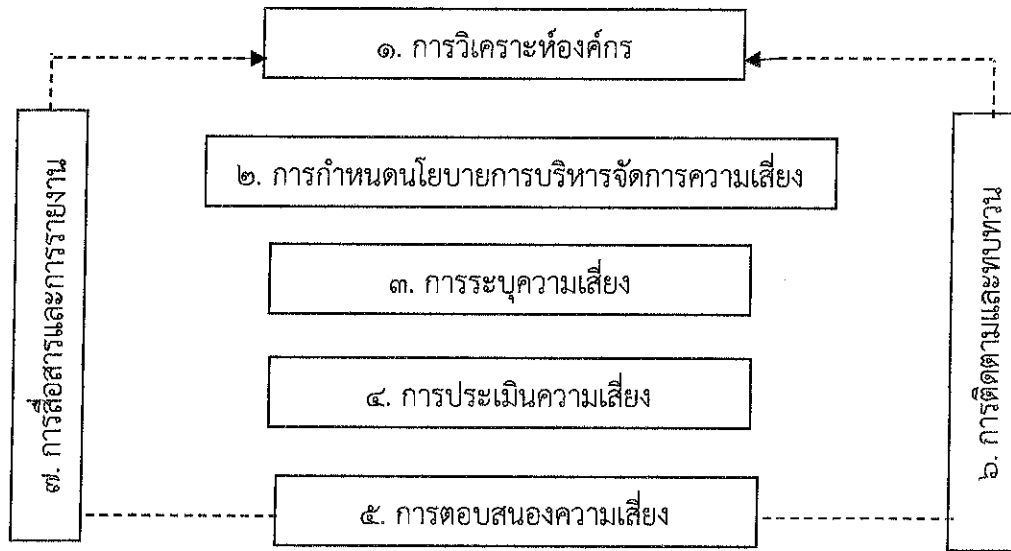 ๑. การวิเคราะห์องค์กร
๒. การกำหนดนโยบายการบริหารจัดการความเสี่ยง
๓. การระบุความเสี่ยง
๔. การประเมินความเสี่ยง
๕. การตอบสนองความเสี่ยง
๖. การติดตามและทบทวน
๗. การสื่อสารและการรายงาน